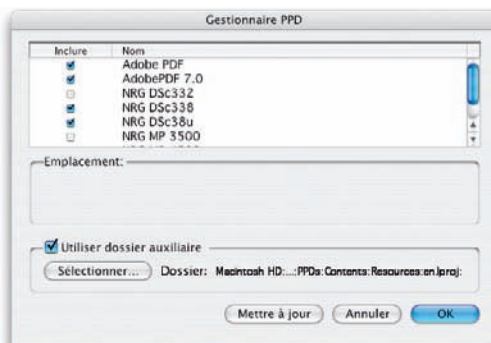 Gestionnaire PPD
Inclure Nom
Adobe PDF
AdobePDF 7.0
NRG DSc332
NRG DSc338
NRG DSc38u
NRG MP 3500
Emplacement:
Utiliser dossier auxiliaire
Sélectionner... Dossier: Macintosh HD:...:PPDs:Contents:Resources:en.lproj:
Mettre à jour Annuler OK